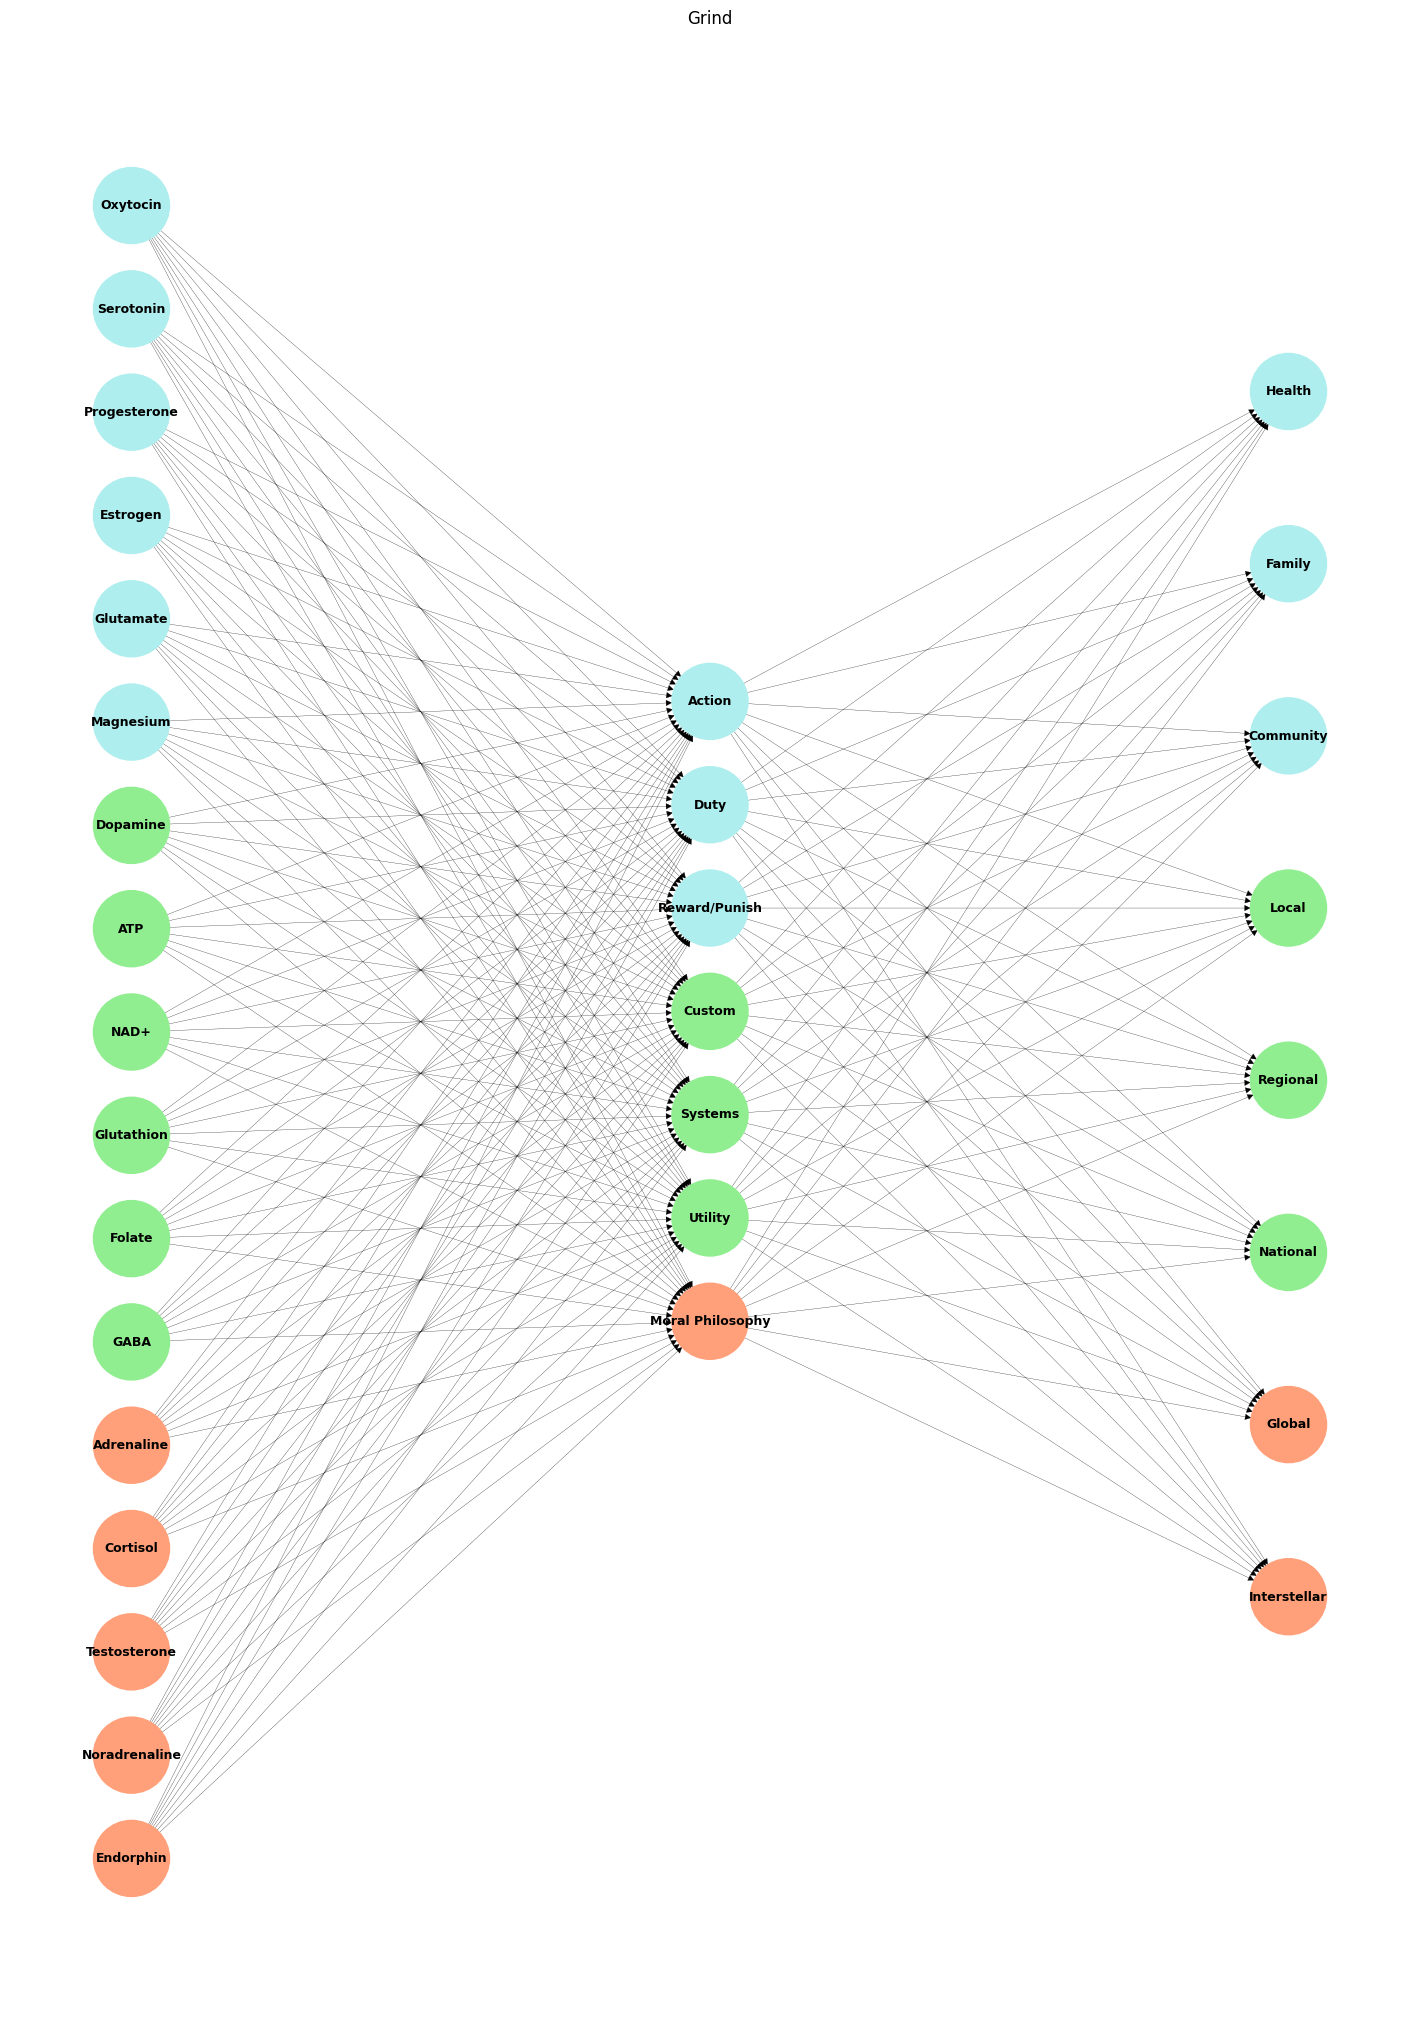 Grind
Oxytocin
Serotonin
Progesterone
Estrogen
Glutamate
Magnesium
Dopamine
ATP
NAD+
Glutathion
Folate
GABA
Adrenaline
Cortisol
Testosterone
Noradrenaline
Endorphin
Action
Duty
Reward/Punish
Custom
Systems
Utility
Moral Philosophy
Health
Family
Community
Local
Regional
National
Global
Interstellar